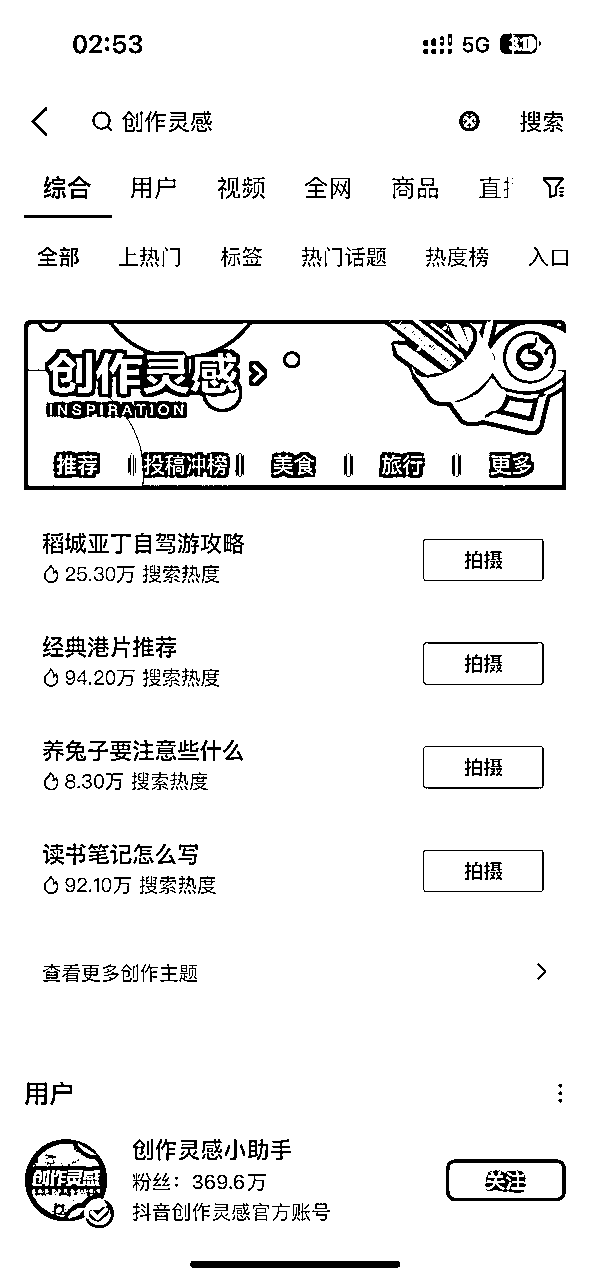 02:53
5G
创作灵感
搜索
综合 用户 视频 全网 商品
全部 上热门 标签 热门话题 热度榜 入口
创作灵感
INSPIRATION
推荐 投稿冲榜 美食 旅行 更多
稻城亚丁自驾游攻略
25.30万 搜索热度
拍摄
经典港片推荐
94.20万 搜索热度
拍摄
养兔子要注意些什么
8.30万 搜索热度
拍摄
读书笔记怎么写
92.10万 搜索热度
拍摄
查看更多创作主题
用户
创作灵感
创作灵感小助手
粉丝：369.6万
抖音创作灵感官方账号
关注